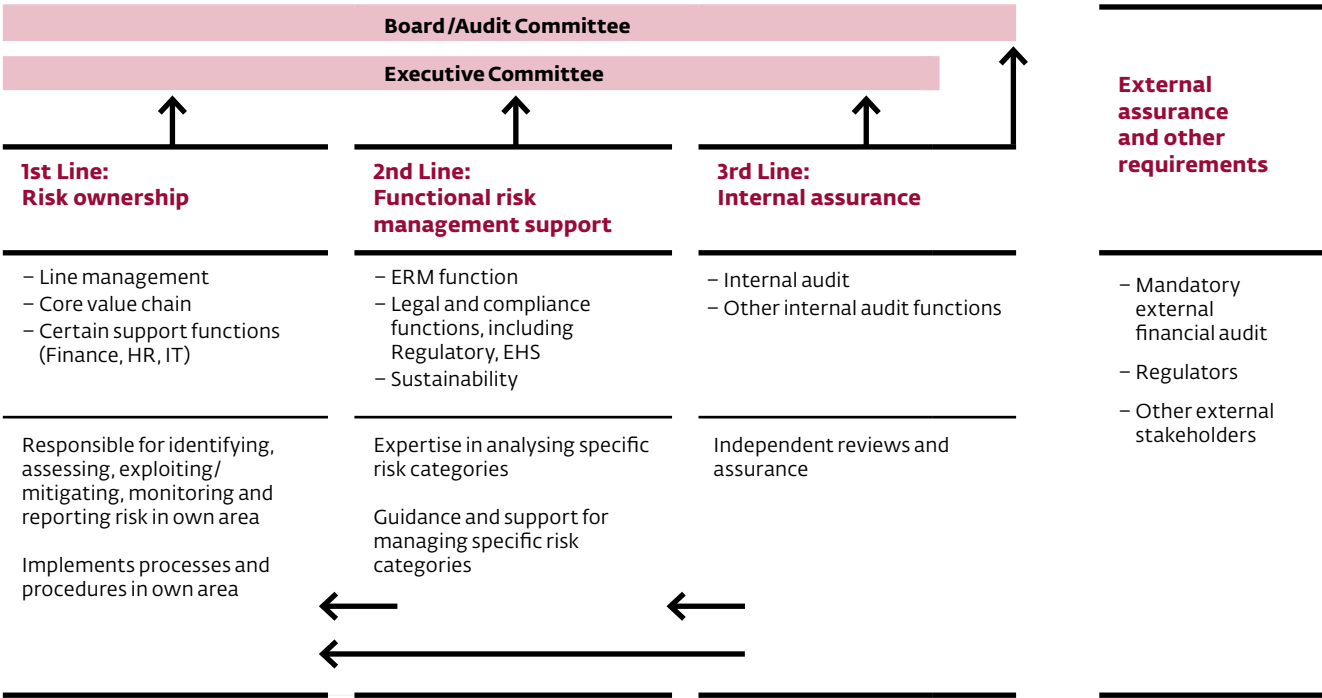 Board/Audit Committee
Executive Committee
1st Line:
Risk ownership
– Line management
– Core value chain
– Certain support functions
(Finance, HR, IT)
Responsible for identifying,
assessing, exploiting/
mitigating, monitoring and
reporting risk in own area
Implements processes and
procedures in own area
2nd Line:
Functional risk
management support
– ERM function
– Legal and compliance
functions, including
Regulatory, EHS
– Sustainability
Expertise in analysing specific
risk categories
Guidance and support for
managing specific risk
categories
3rd Line:
Internal assurance
– Internal audit
– Other internal audit functions
Independent reviews and
assurance
External
assurance
and other
requirements
– Mandatory
external
financial audit
– Regulators
– Other external
stakeholders